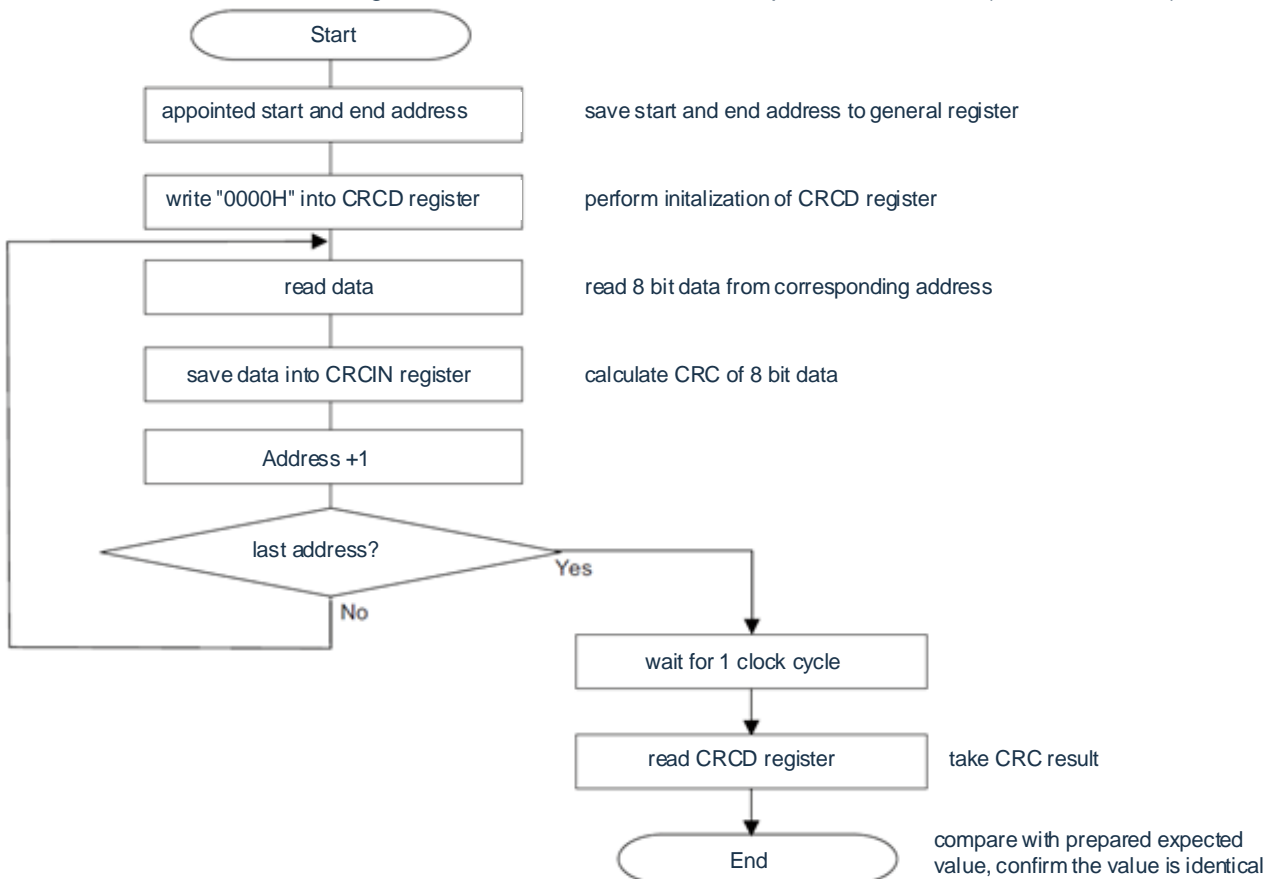 Start
appointed start and end address
save start and end address to general register
write "0000H" into CRCD register
perform initalization of CRCD register
read data
read 8 bit data from corresponding address
save data into CRCIN register
calculate CRC of 8 bit data
Address +1
last address?
Yes
No
wait for 1 clock cycle
read CRCD register
take CRC result
End
compare with prepared expected
value, confirm the value is identical